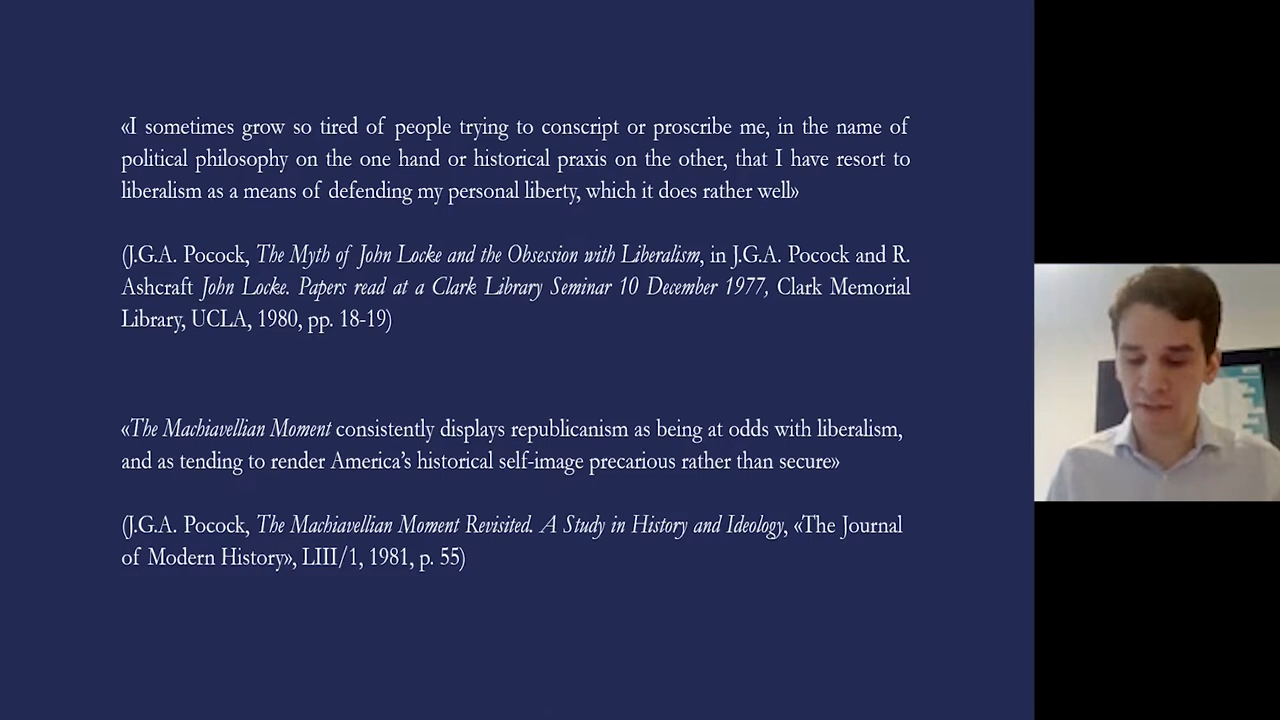 «I sometimes grow so tired of people trying to conscript or proscribe me, in the name of
political philosophy on the one hand or historical praxis on the other, that I have resort to
liberalism as a means of defending my personal liberty, which it does rather well»
(J.G.A. Pocock, The Myth of John Locke and the Obsession with Liberalism, in J.G.A. Pocock and R.
Ashcraft John Locke. Papers read at a Clark Library Seminar 10 December 1977, Clark Memorial
Library, UCLA, 1980, pp. 18-19)
«The Machiavellian Moment consistently displays republicanism as being at odds with liberalism,
and as tending to render America's historical self-image precarious rather than secure»
(J.G.A. Pocock, The Machiavellian Moment Revisited. A Study in History and Ideology, «The Journal
of Modern History», LIII/1, 1981, p. 55)